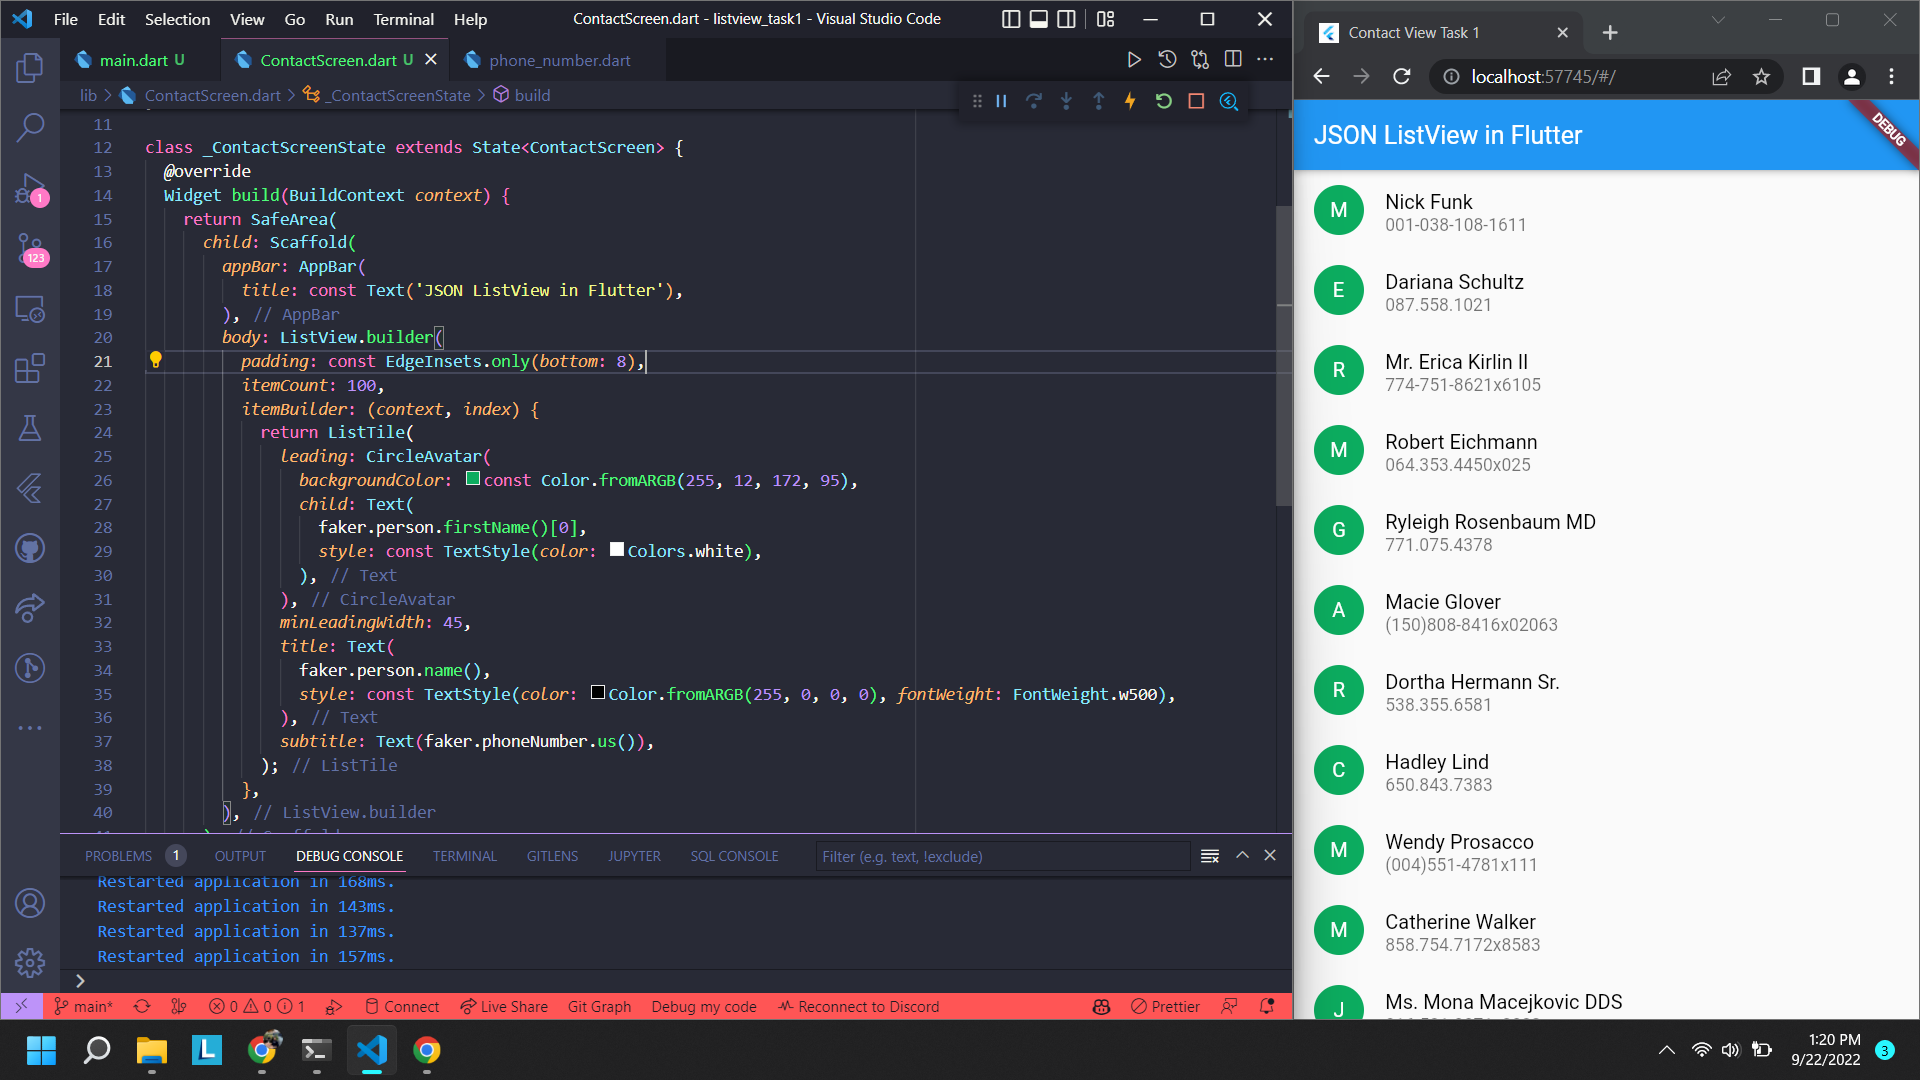 File Edit Selection View Go Run Terminal Help
ContactScreen.dart - listview_task1 - Visual Studio Code
main.dart U
ContactScreen.dart U
phone_number.dart
lib > ContactScreen.dart > _ContactScreenState > build
11
12 class _ContactScreenState extends State<ContactScreen> {
13 @override
14 Widget build(BuildContext context) {
15 return SafeArea(
16 child: Scaffold(
17 appBar: AppBar(
18 title: const Text('JSON ListView in Flutter'),
19 ), // AppBar
20 body: ListView.builder(
21 padding: const EdgeInsets.only(bottom: 8),
22 itemCount: 100,
23 itemBuilder: (context, index) {
24 return ListTile(
25 leading: CircleAvatar(
26 backgroundColor: const Color.fromARGB(255, 12, 172, 95),
27 child: Text(
28 faker.person.firstName()[0],
29 style: const TextStyle(color: Colors.white),
30 ), // Text
31 ), // CircleAvatar
32 minLeadingWidth: 45,
33 title: Text(
34 faker.person.name(),
35 style: const TextStyle(color: Color.fromARGB(255, 0, 0, 0), fontWeight: FontWeight.w500),
36 ), // Text
37 subtitle: Text(faker.phoneNumber.us()),
38 ); // ListTile
39 },
40 ), // ListView.builder
1
123
PROBLEMS 1 OUTPUT DEBUG CONSOLE TERMINAL GITLENS JUPYTER SQL CONSOLE
Filter (e.g. text, !exclude)
Restarted application in 168ms.
Restarted application in 143ms.
Restarted application in 137ms.
Restarted application in 157ms.
main* 0 0 1 Connect Live Share Git Graph Debug my code Reconnect to Discord Prettier
Contact View Task 1
localhost:57745/#/
JSON ListView in Flutter
DEBUG
M Nick Funk
001-038-108-1611
E Dariana Schultz
087.558.1021
R Mr. Erica Kirlin II
774-751-8621x6105
M Robert Eichmann
064.353.4450x025
G Ryleigh Rosenbaum MD
771.075.4378
A Macie Glover
(150)808-8416x02063
R Dortha Hermann Sr.
538.355.6581
C Hadley Lind
650.843.7383
M Wendy Prosacco
(004)551-4781x111
M Catherine Walker
858.754.7172x8583
J Ms. Mona Macejkovic DDS
L
1:20 PM
9/22/2022
3